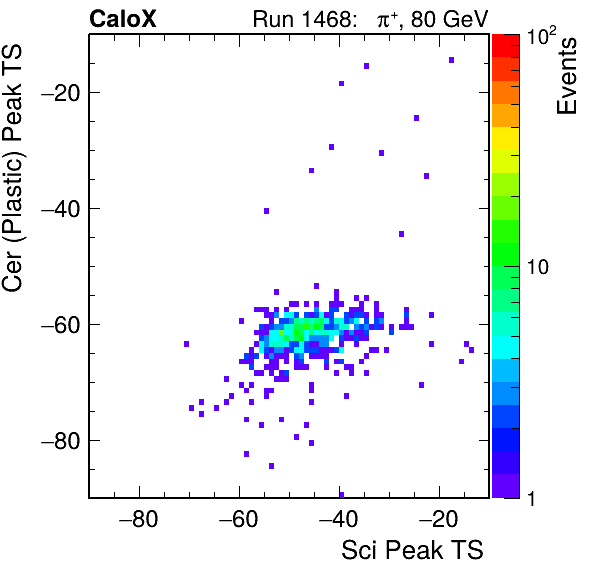 CaloX Run 1468: π⁺, 80 GeV
Cer (Plastic) Peak TS
−20
−40
−60
−80
−80 −60 −40 −20
Sci Peak TS
10²
10
1
Events